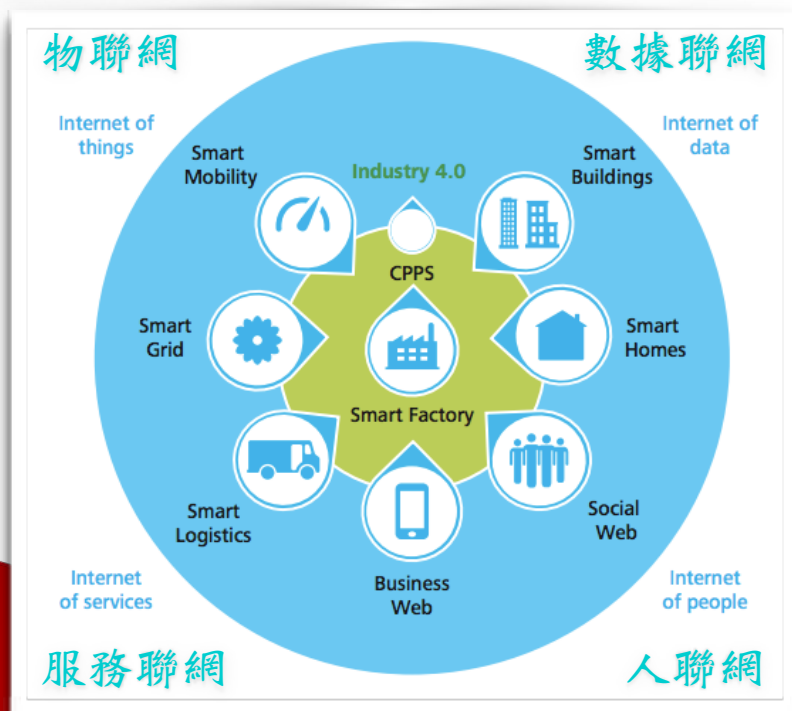 物聯網
數據聯網
Internet of
things
Internet of
data
Smart
Mobility
Industry 4.0
Smart
Buildings
CPPS
Smart
Grid
Smart
Homes
Smart Factory
Smart
Logistics
Social
Web
Business
Web
Internet
of services
Internet
of people
服務聯網
人聯網